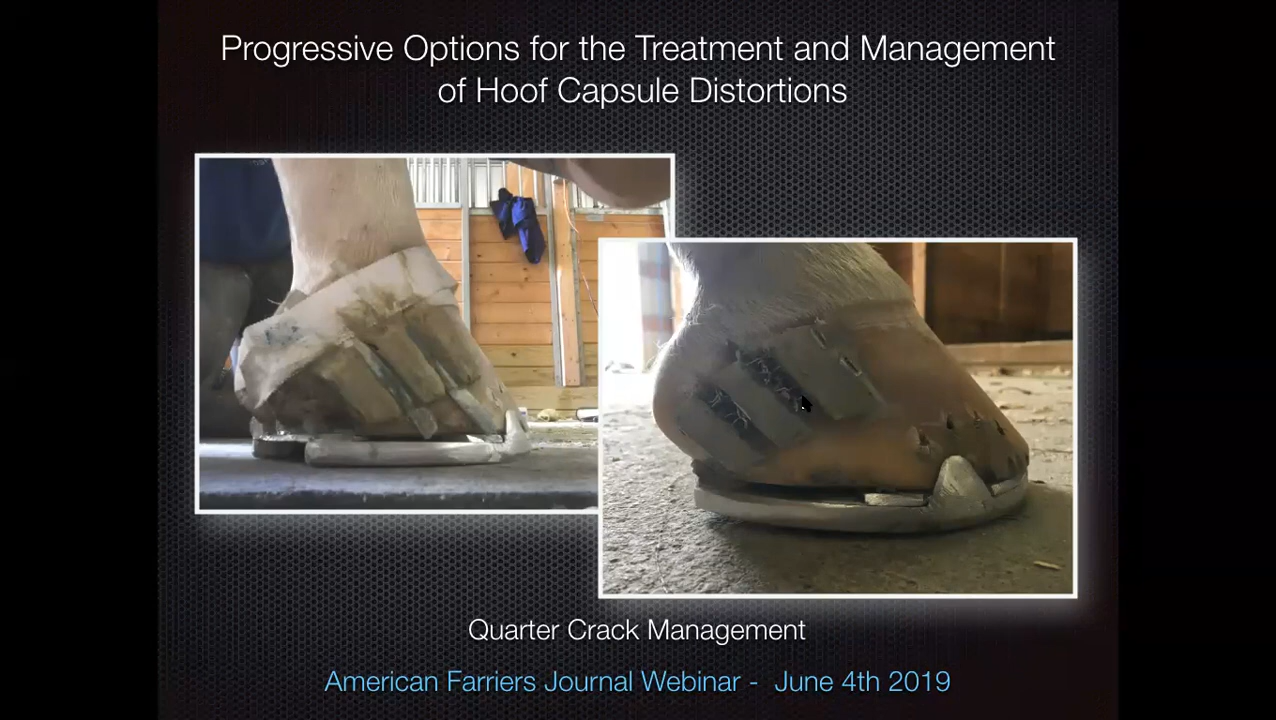 Progressive Options for the Treatment and Management
of Hoof Capsule Distortions
Quarter Crack Management
American Farriers Journal Webinar - June 4th 2019